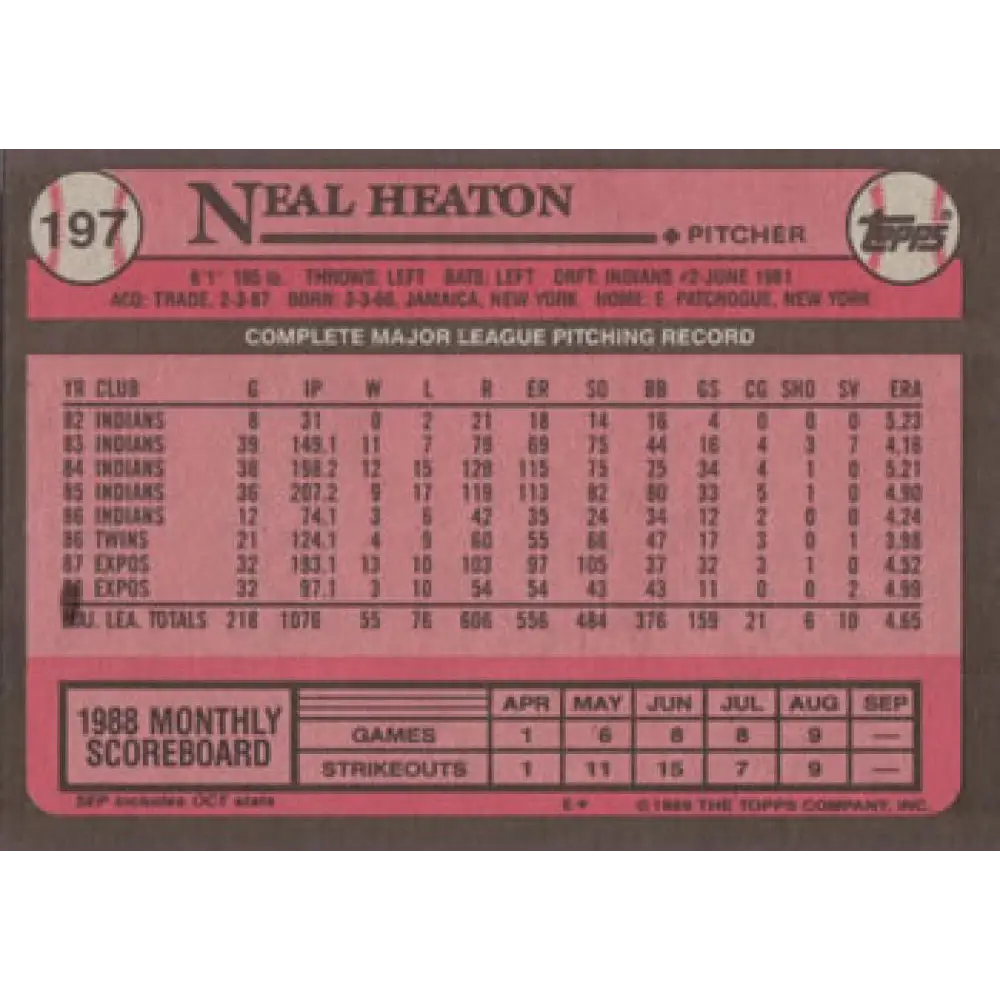 197
NEAL HEATON
PITCHER
TOPPS®
6'1" 195 lb. THROWS: LEFT BATS: LEFT DRFT: INDIANS #2-JUNE 1981
ACQ: TRADE, 2-3-87 BORN: JAMAICA, NEW YORK HOME: E. PATCHOGUE, NEW YORK
COMPLETE MAJOR LEAGUE PITCHING RECORD
YR CLUB G IP W L R ER SO BB GS CG SHO SV ERA
82 INDIANS 8 31 0 2 21 18 14 16 4 0 0 0 5.23
83 INDIANS 39 149.1 11 7 79 69 75 44 16 4 3 7 4.16
84 INDIANS 38 198.2 12 15 128 115 75 75 34 4 1 0 5.21
85 INDIANS 36 207.2 9 17 119 113 82 80 33 5 1 0 4.90
86 INDIANS 12 74.1 3 6 42 35 24 34 12 2 0 0 4.24
86 TWINS 21 124.1 4 9 60 55 66 47 17 3 0 1 3.98
87 EXPOS 32 193.1 13 10 103 97 105 37 32 3 1 0 4.52
EXPOS 32 97.1 3 10 54 54 43 43 11 0 0 2 4.99
LEA. TOTALS 218 1076 55 76 606 556 484 376 159 21 6 10 4.65
1988 MONTHLY
SCOREBOARD
APR MAY JUN JUL AUG SEP
GAMES 1 6 8 8 9 —
STRIKEOUTS 1 11 15 7 9 —
SEP includes OCT stats
E* © 1989 THE TOPPS COMPANY, INC.